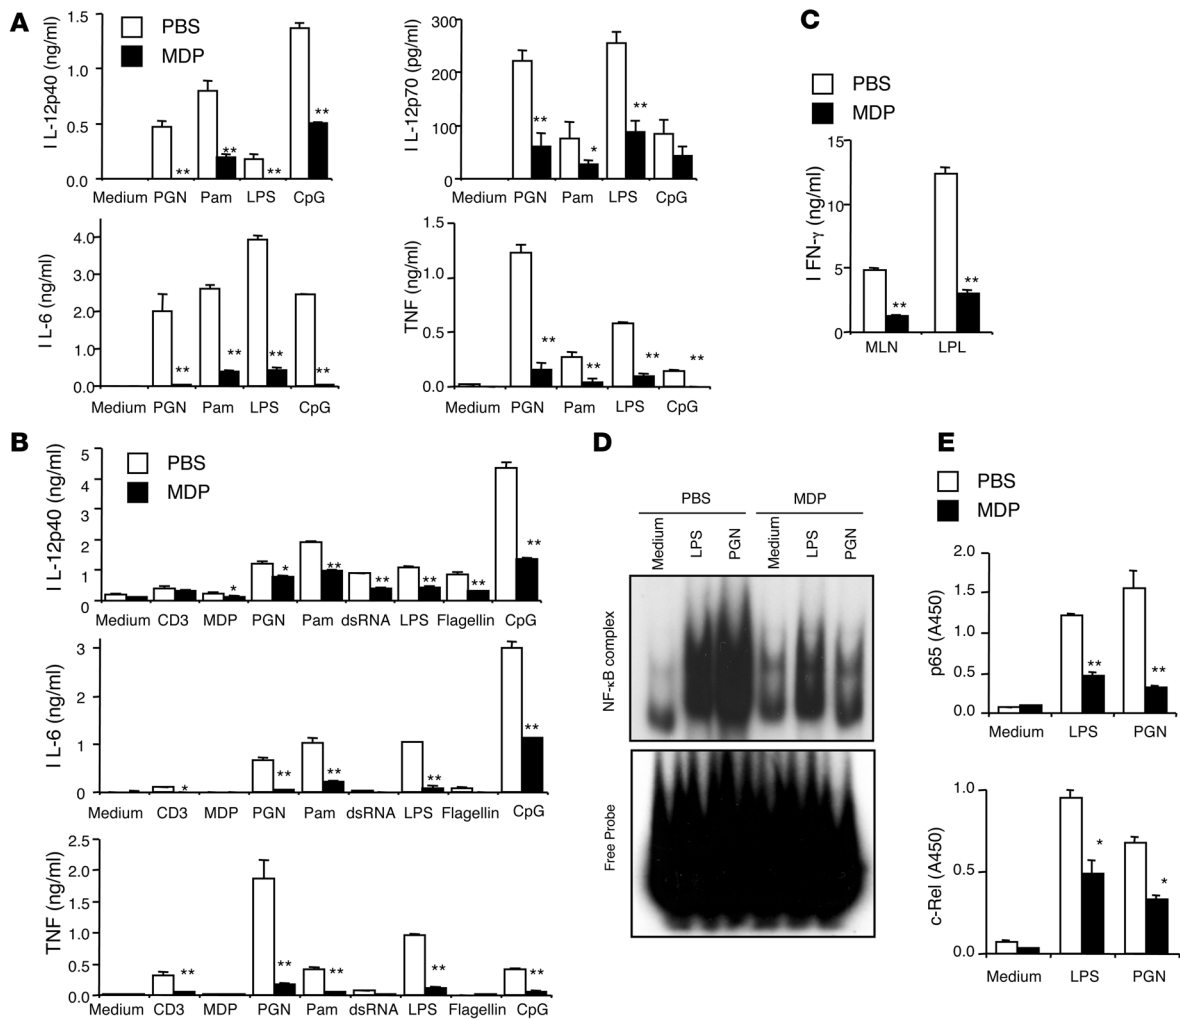 A
I L-12p40 (ng/ml)
PBS
MDP
1.5
1.0
0.5
0.0
** ** ** **
Medium PGN Pam LPS CpG
I L-12p70 (pg/ml)
300
200
100
0
** * **
Medium PGN Pam LPS CpG
I L-6 (ng/ml)
4.0
3.0
2.0
1.0
0.0
** ** ** **
Medium PGN Pam LPS CpG
TNF (ng/ml)
1.5
1.0
0.5
0.0
** ** ** **
Medium PGN Pam LPS CpG
C
PBS
MDP
I FN-γ (ng/ml)
15
10
5
0
** **
MLN LPL
B
PBS
MDP
I L-12p40 (ng/ml)
5
4
3
2
1
0
* * ** ** ** ** **
Medium CD3 MDP PGN Pam dsRNA LPS Flagellin CpG
I L-6 (ng/ml)
3
2
1
0
* ** ** ** **
Medium CD3 MDP PGN Pam dsRNA LPS Flagellin CpG
TNF (ng/ml)
2.5
2.0
1.5
1.0
0.5
0.0
** ** ** ** **
Medium CD3 MDP PGN Pam dsRNA LPS Flagellin CpG
D
PBS MDP
Medium LPS PGN Medium LPS PGN
NF-κB complex
Free Probe
E
PBS
MDP
p65 (A450)
2.0
1.5
1.0
0.5
0.0
** **
Medium LPS PGN
c-Rel (A450)
1.0
0.5
0.0
* *
Medium LPS PGN